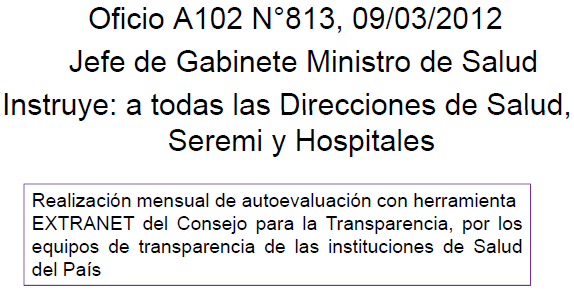 Oficio A102 N°813, 09/03/2012
Jefe de Gabinete Ministro de Salud
Instruye: a todas las Direcciones de Salud,
Seremi y Hospitales
Realización mensual de autoevaluación con herramienta
EXTRANET del Consejo para la Transparencia, por los
equipos de transparencia de las instituciones de Salud
del País